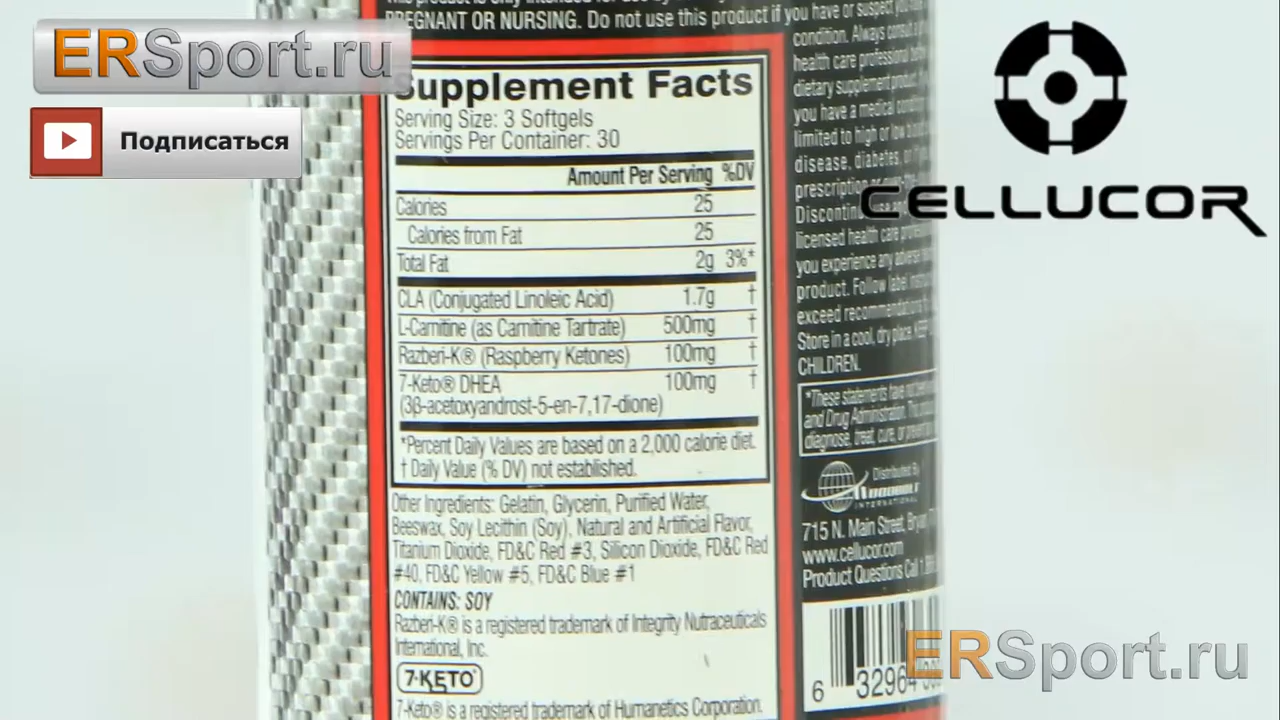 ERSport.ru
Подписаться
PREGNANT OR NURSING. Do not use this product if you have or suspect
Supplement Facts
Serving Size: 3 Softgels
Servings Per Container: 30
Amount Per Serving %DV
Calories 25
Calories from Fat 25
Total Fat 2g 3%*
CLA (Conjugated Linoleic Acid) 1.7g †
L-Carnitine (as Carnitine Tartrate) 500mg †
Razberi-K® (Raspberry Ketones) 100mg †
7-Keto® DHEA 100mg †
(3β-acetoxyandrost-5-en-7,17-dione)
*Percent Daily Values are based on a 2,000 calorie diet.
† Daily Value (% DV) not established.
Other Ingredients: Gelatin, Glycerin, Purified Water,
Beeswax, Soy Lecithin (Soy), Natural and Artificial Flavor,
Titanium Dioxide, FD&C Red #3, Silicon Dioxide, FD&C Red
#40, FD&C Yellow #5, FD&C Blue #1
CONTAINS: SOY
Razberi-K® is a registered trademark of Integrity Nutraceuticals
International, Inc.
7-KETO®
7-Keto® is a registered trademark of Humanetics Corporation.
condition. Always consult
health care professional
dietary supplement
you have a medical
limited to high or low
disease, diabetes,
prescription
licensed health care
you experience any adverse
product. Follow label
exceed
Store in a cool, dry place. KEEP
CHILDREN.
*These statements have
and Drug Administration. This
diagnose, treat, cure, or
Distributed By
INTERNATIONAL
715 N. Main Street, Bryan
www.cellucor.com
Product Questions Call
6 32964
CELLUCOR
ERSport.ru